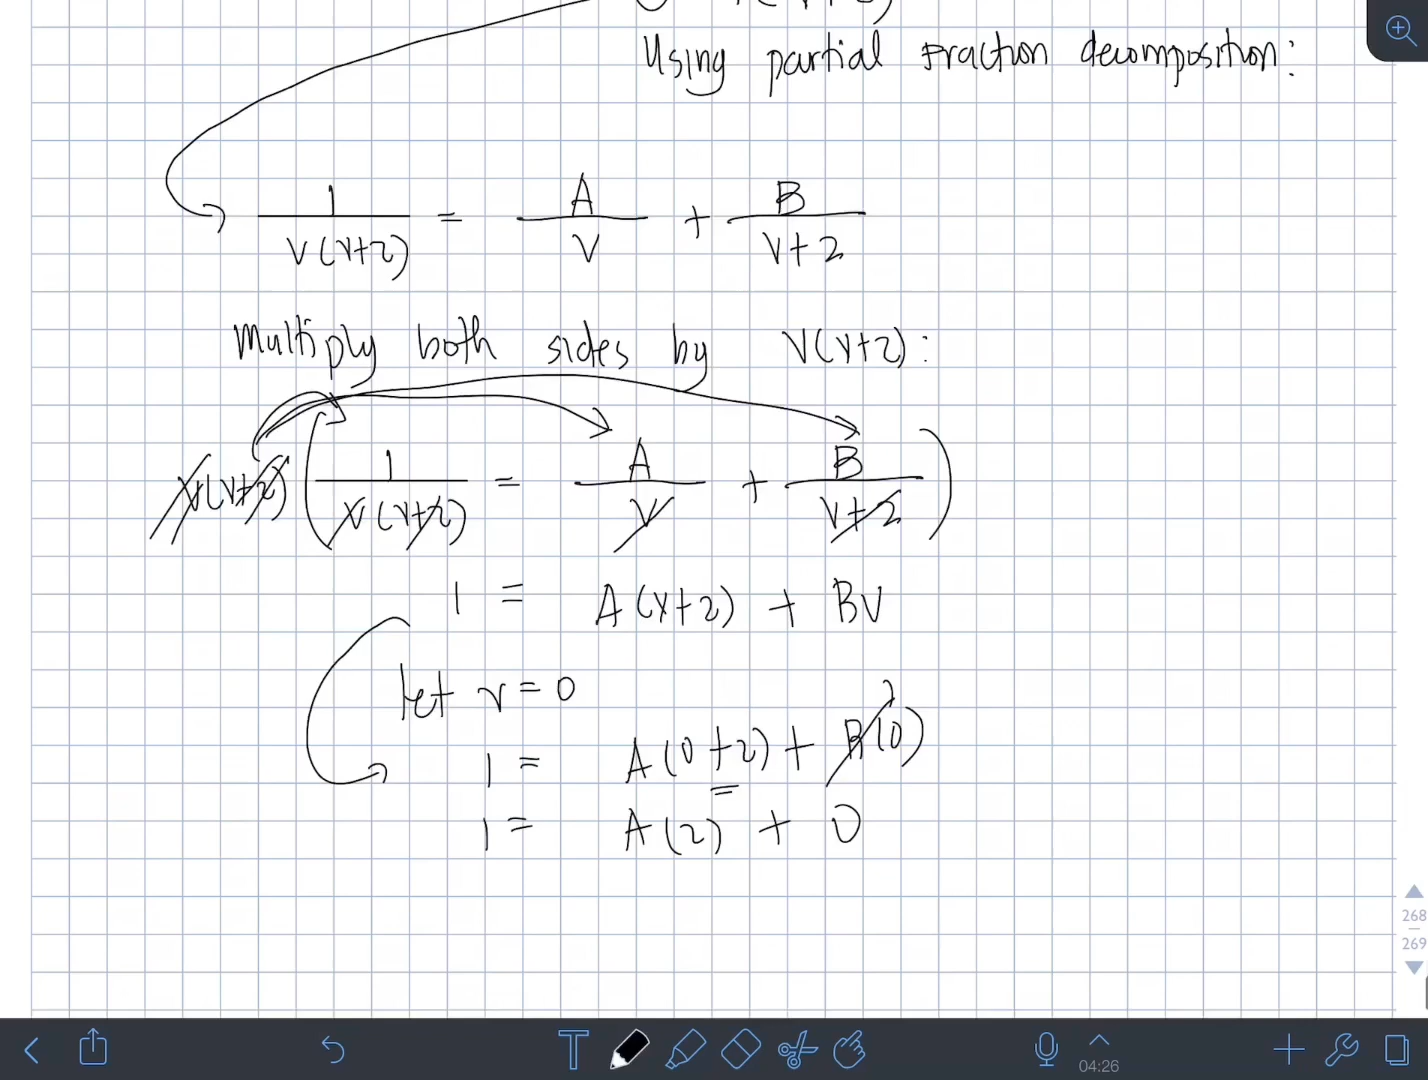 Using partial Fraction decomposition:
1/(v(v+2)) = A/v + B/(v+2)
Multiply both sides by v(v+2):
v(v+2) ( 1/(v(v+2)) = A/v + B/(v+2) )
1 = A(v+2) + Bv
let v = 0
1 = A(0+2) + B(0)
1 = A(2) + 0
268
269
T
04:26